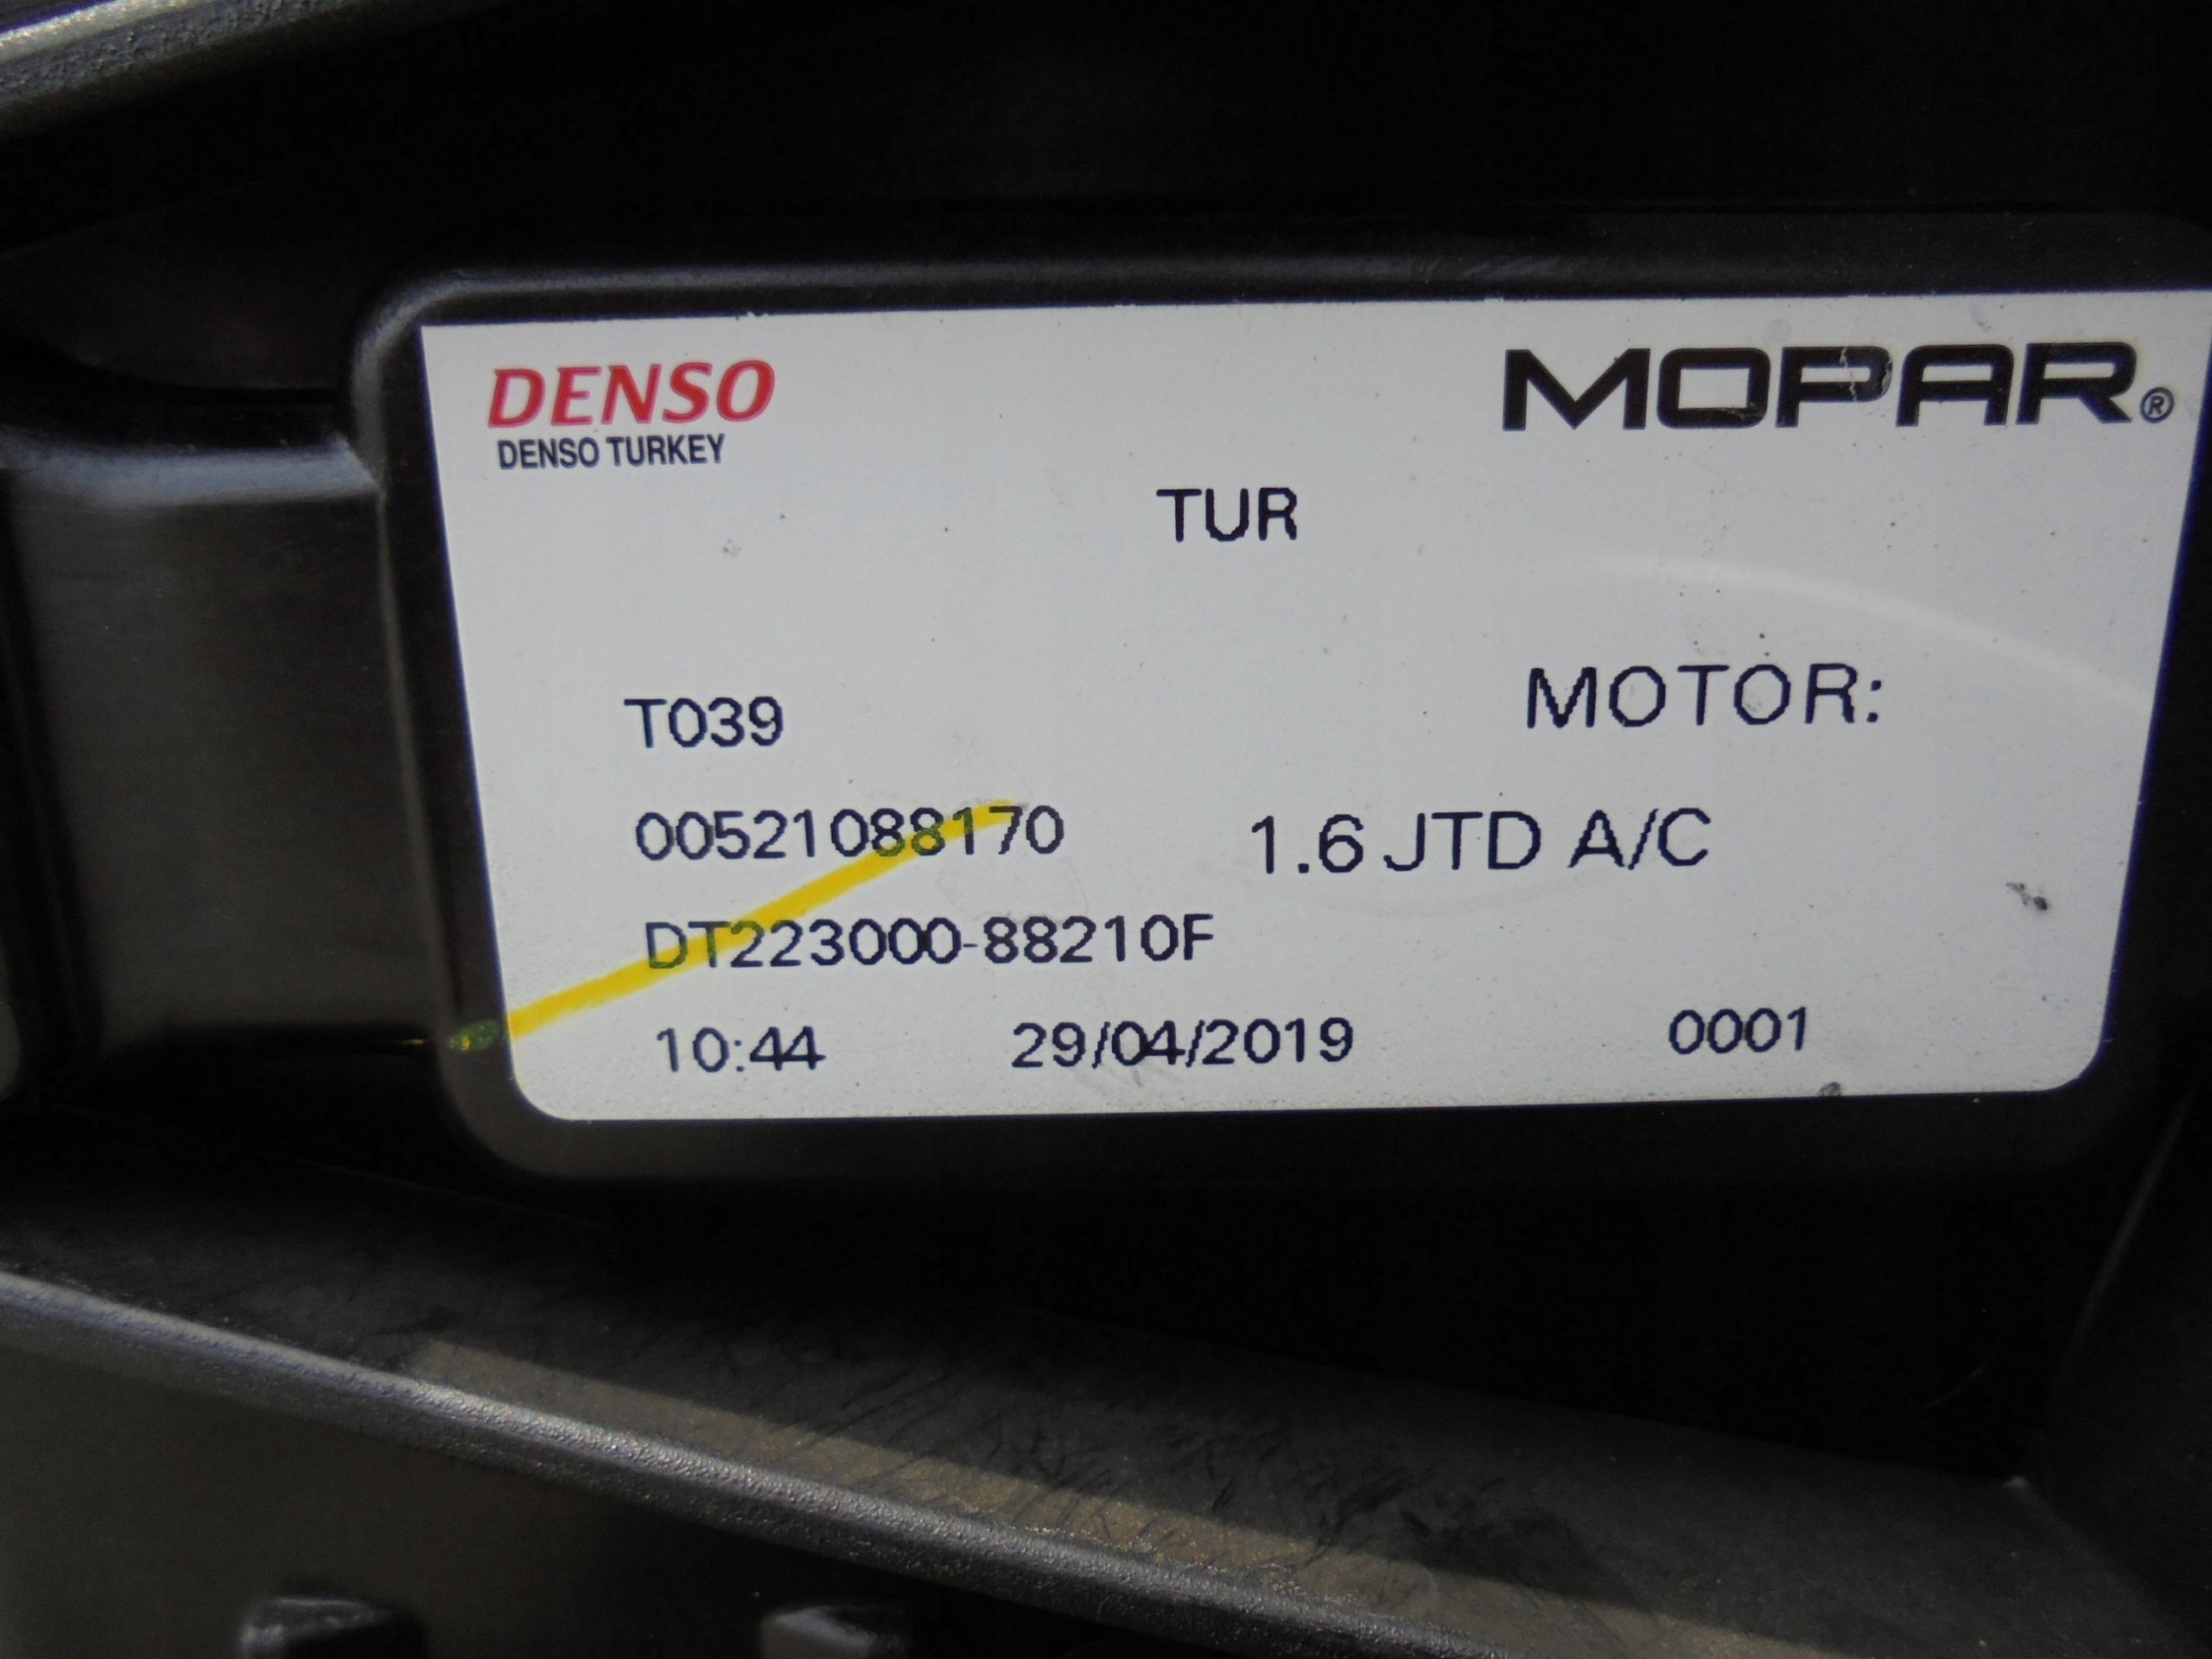 DENSO MOPAR®
DENSO TURKEY
TUR
T039 MOTOR:
00521088170 1.6 JTD A/C
DT223000-88210F
10:44 29/04/2019 0001